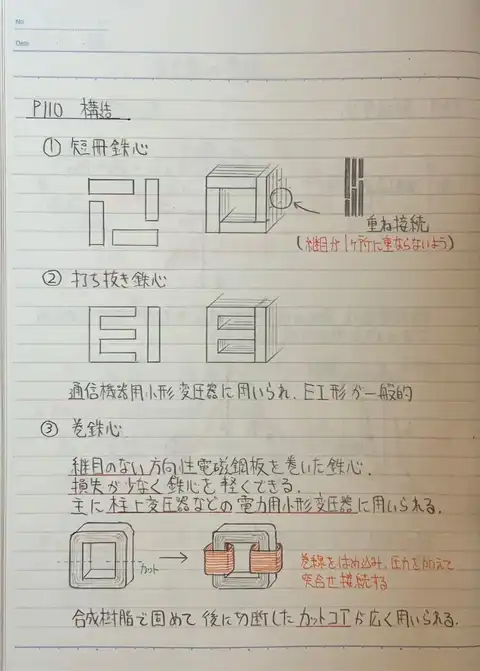 No.
Date
P110 構造
① 短冊鉄心
重ね接続
(継目が1ヶ所に重ならないよう)
② 打ち抜き鉄心
通信機器用小形変圧器に用いられ、EI形が一般的
③ 巻鉄心
継目のない方向性電磁鋼板を巻いた鉄心.
損失が少なく鉄心を軽くできる.
主に柱上変圧器などの電力用小形変圧器に用いられる.
カット
巻線をはめ込み、圧力を加えて
突合せ接続する
合成樹脂で固めて後に切断したカットコアが広く用いられる.